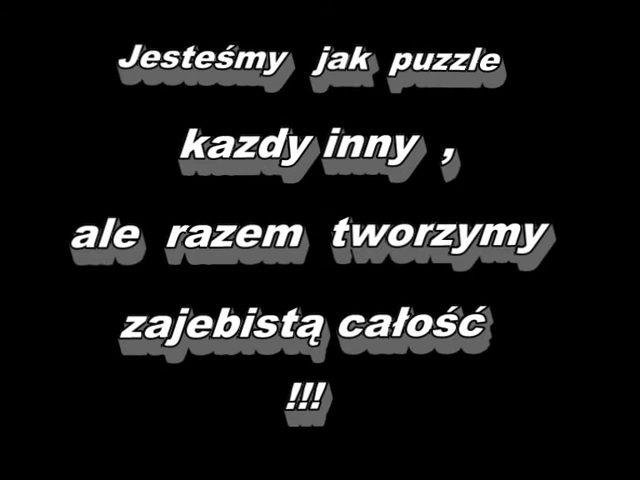 Jesteśmy jak puzzle
kazdy inny ,
ale razem tworzymy
zajebistą całość
!!!